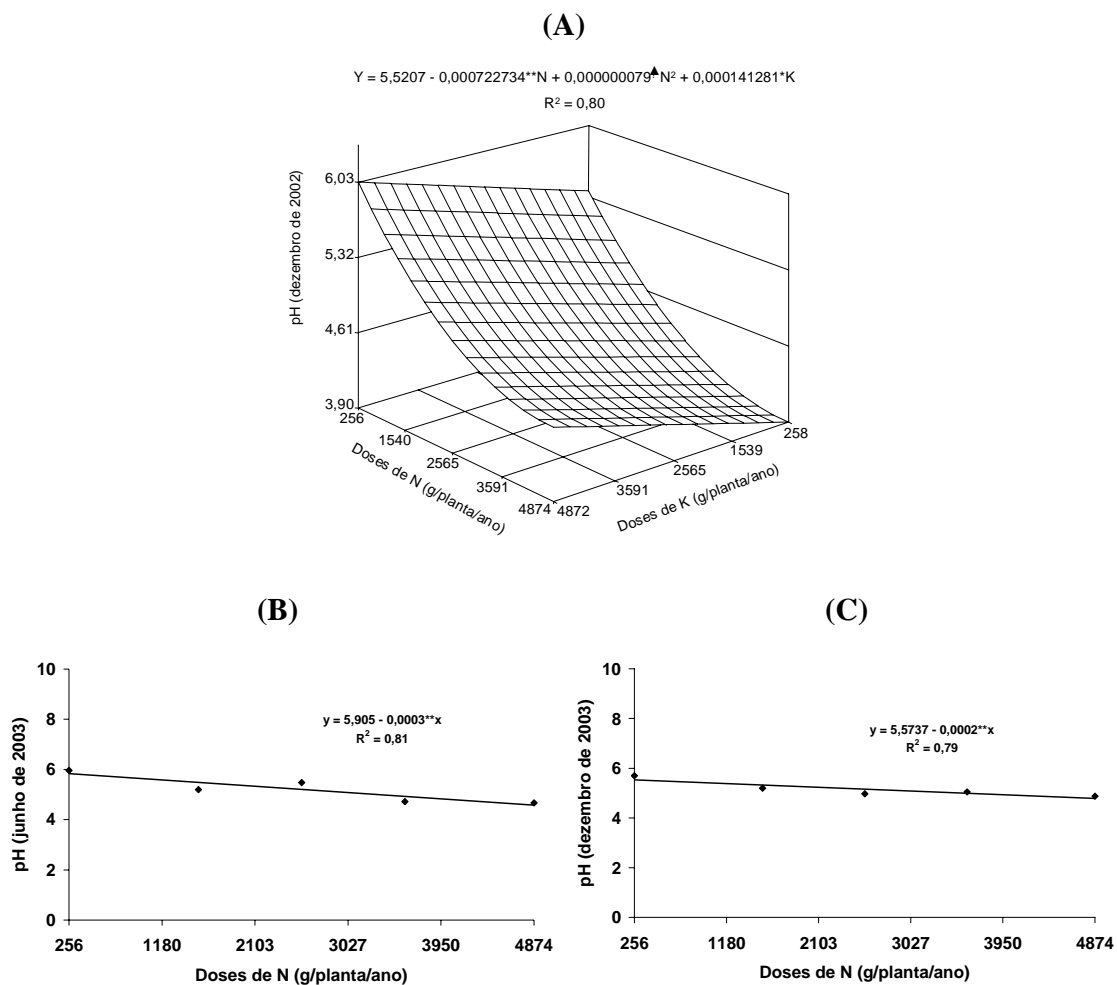 (A)
Y = 5,5207 - 0,000722734**N + 0,000000079▲N² + 0,000141281*K
R² = 0,80
pH (dezembro de 2002)
6,03
5,32
4,61
3,90
256
1540
2565
3591
4874
Doses de N (g/planta/ano)
4872
3591
2565
1539
258
Doses de K (g/planta/ano)
(B)
pH (junho de 2003)
10
8
6
4
2
0
y = 5,905 - 0,0003**x
R² = 0,81
256 1180 2103 3027 3950 4874
Doses de N (g/planta/ano)
(C)
pH (dezembro de 2003)
10
8
6
4
2
0
y = 5,5737 - 0,0002**x
R² = 0,79
256 1180 2103 3027 3950 4874
Doses de N (g/planta/ano)